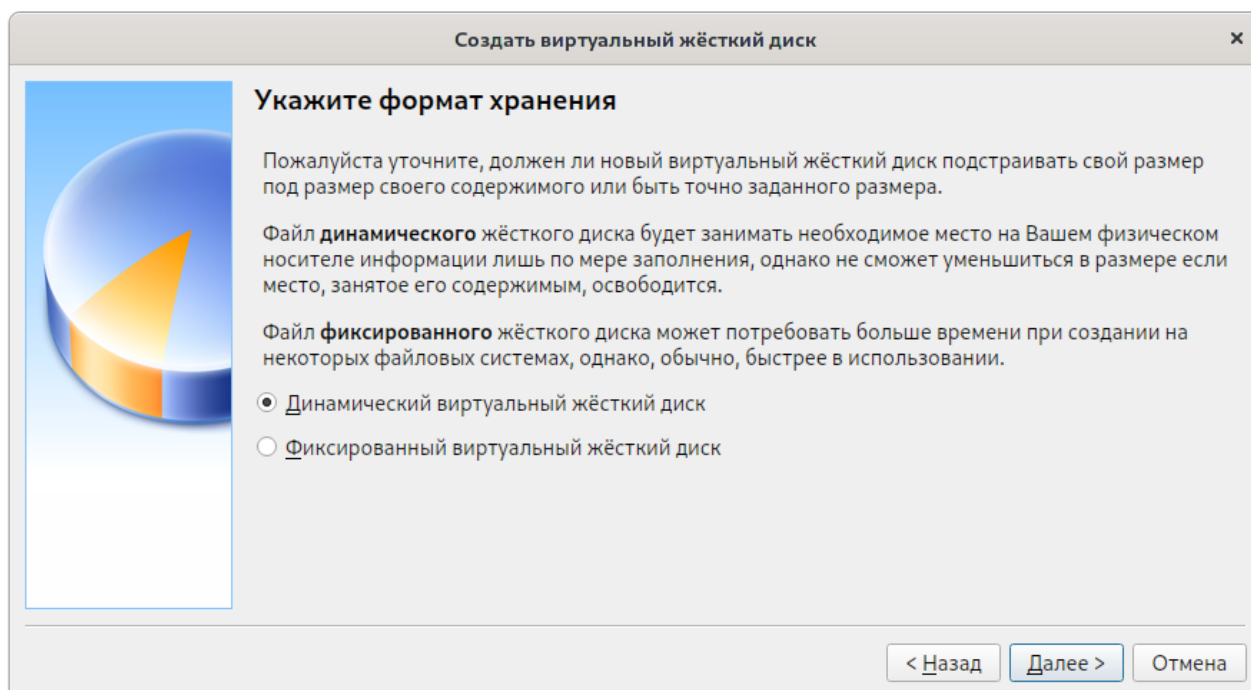 Создать виртуальный жёсткий диск
Укажите формат хранения
Пожалуйста уточните, должен ли новый виртуальный жёсткий диск подстраивать свой размер
под размер своего содержимого или быть точно заданного размера.
Файл динамического жёсткого диска будет занимать необходимое место на Вашем физическом
носителе информации лишь по мере заполнения, однако не сможет уменьшиться в размере если
место, занятое его содержимым, освободится.
Файл фиксированного жёсткого диска может потребовать больше времени при создании на
некоторых файловых системах, однако, обычно, быстрее в использовании.
Динамический виртуальный жёсткий диск
Фиксированный виртуальный жёсткий диск
< Назад Далее > Отмена